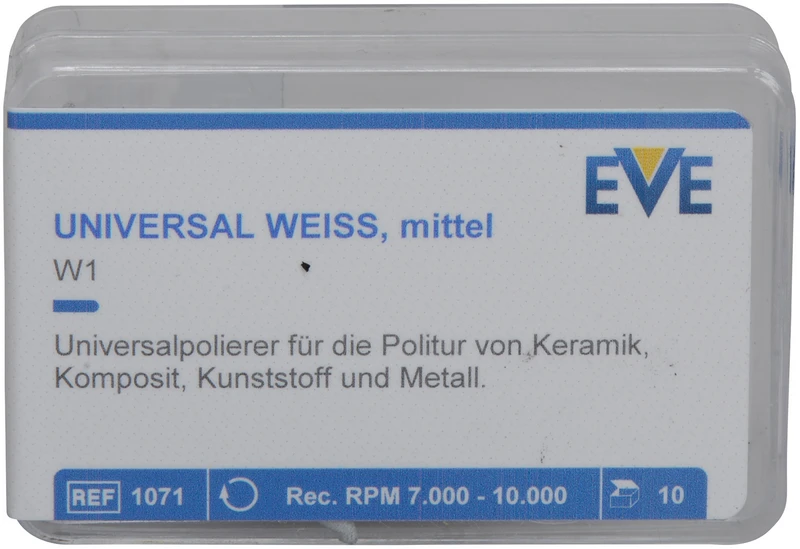 EVE
UNIVERSAL WEISS, mittel
W1
Universalpolierer für die Politur von Keramik,
Komposit, Kunststoff und Metall.
REF 1071 Rec. RPM 7.000 - 10.000 10